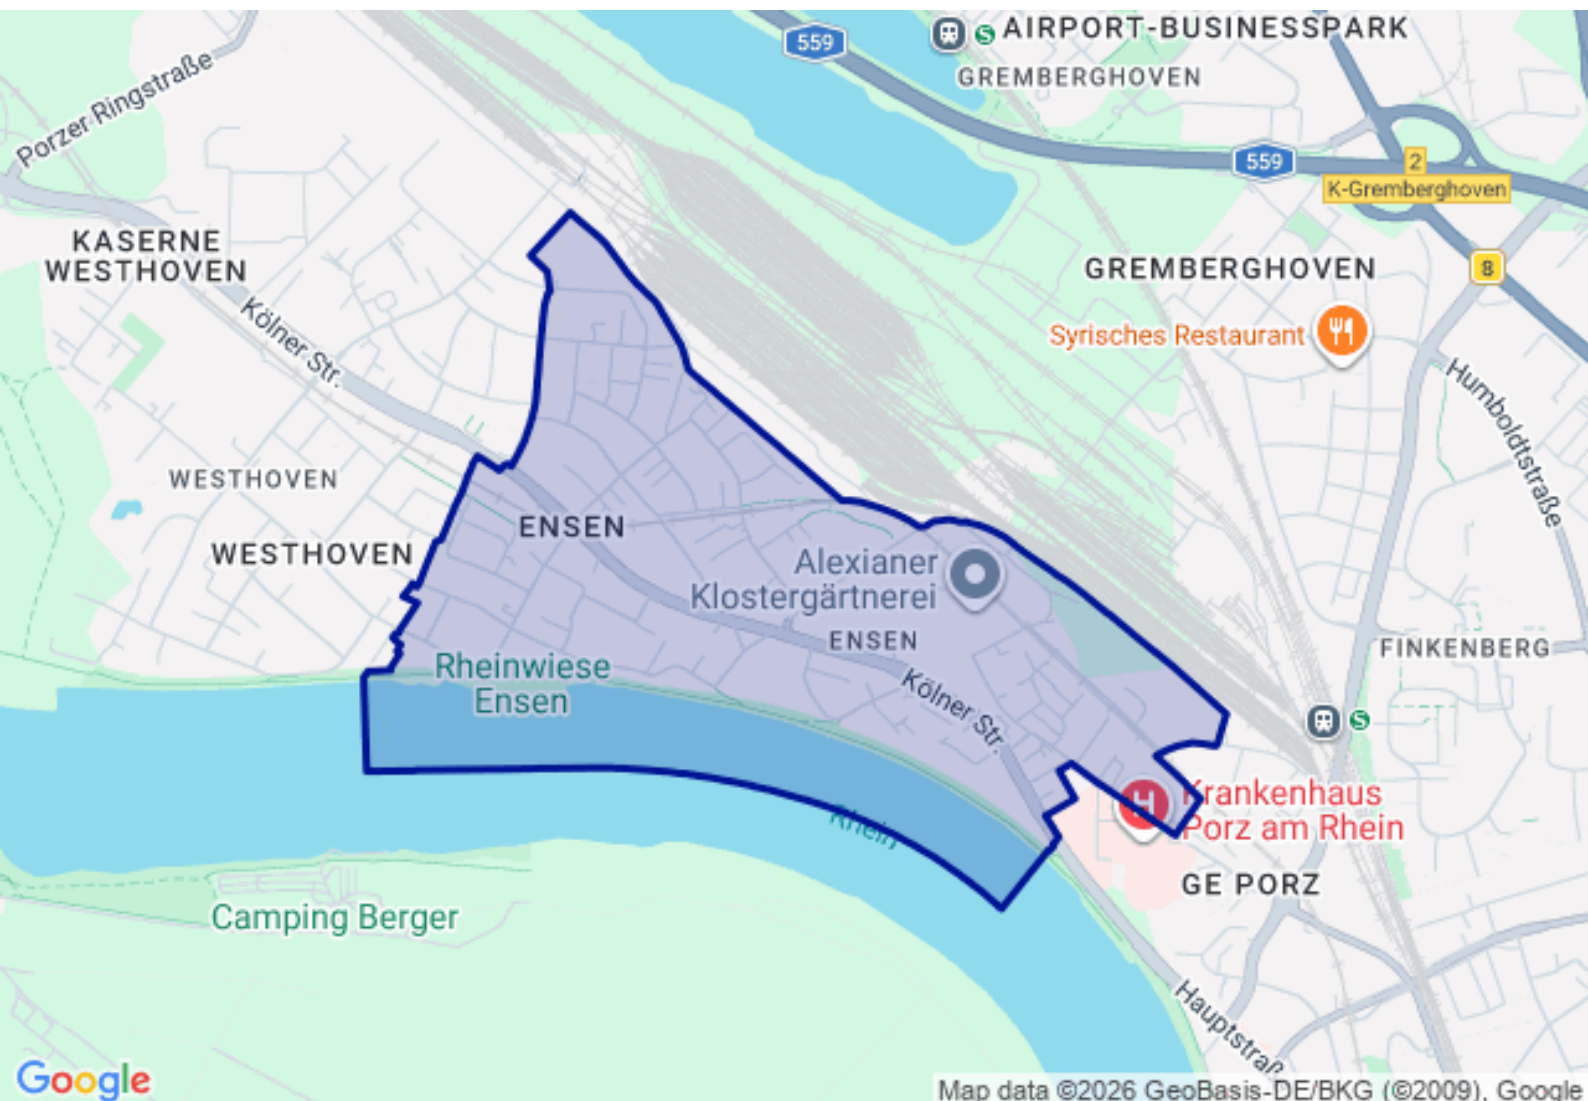 559
S AIRPORT-BUSINESSPARK
GREMBERGHOVEN
Porzer Ringstraße
559
2
K-Gremberghoven
KASERNE
WESTHOVEN
GREMBERGHOVEN
8
Kölner Str.
Syrisches Restaurant
Humboldtstraße
WESTHOVEN
ENSEN
WESTHOVEN
Alexianer
Klostergärtnerei
ENSEN
FINKENBERG
Rheinwiese
Ensen
Kölner Str.
S
H
Krankenhaus
Porz am Rhein
Rhein
GE PORZ
Camping Berger
Hauptstraß
Google
Map data ©2026 GeoBasis-DE/BKG (©2009), Google